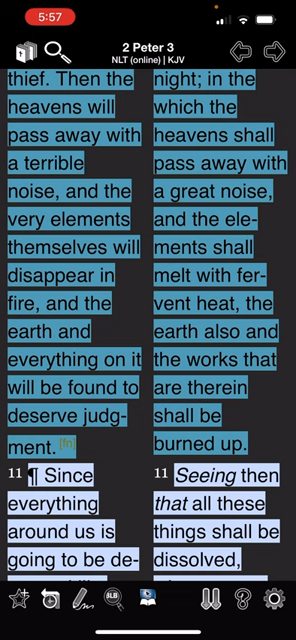 5:57
2 Peter 3
NLT (online) | KJV
thief. Then the
heavens will
pass away with
a terrible
noise, and the
very elements
themselves will
disappear in
fire, and the
earth and
everything on it
will be found to
deserve judg-
ment. [fn]
11 ¶ Since
everything
around us is
going to be de-
night; in the
which the
heavens shall
pass away with
a great noise,
and the ele-
ments shall
melt with fer-
vent heat, the
earth also and
the works that
are therein
shall be
burned up.
11 Seeing then
that all these
things shall be
dissolved,
BLB